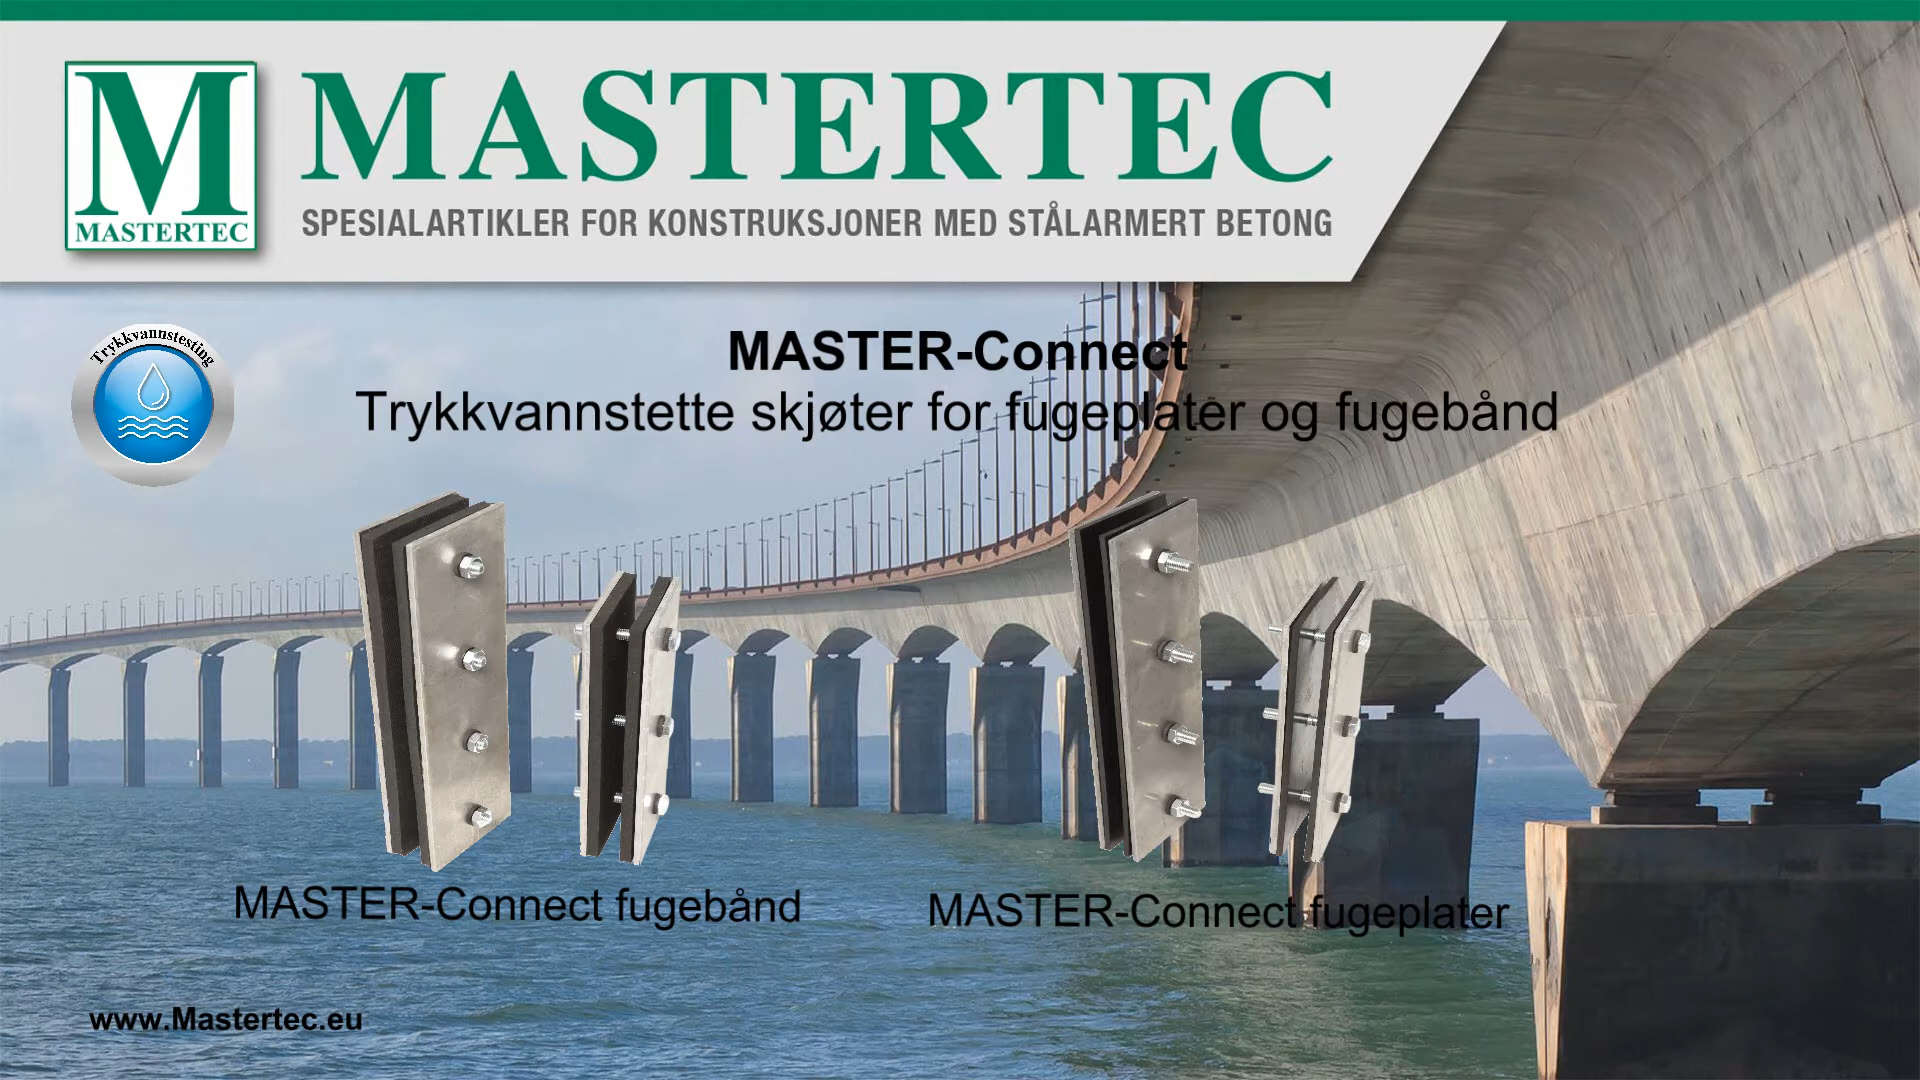 MASTERTEC
M
MASTERTEC
SPESIALARTIKLER FOR KONSTRUKSJONER MED STÅLARMERT BETONG
Trykkvannstesting
MASTER-Connect
Trykkvannstette skjøter for fugeplater og fugebånd
MASTER-Connect fugebånd
MASTER-Connect fugeplater
www.Mastertec.eu